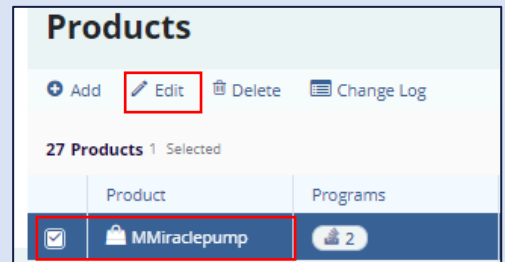 Products
Add Edit Delete Change Log
27 Products 1 Selected
Product Programs
MMiraclepump 2